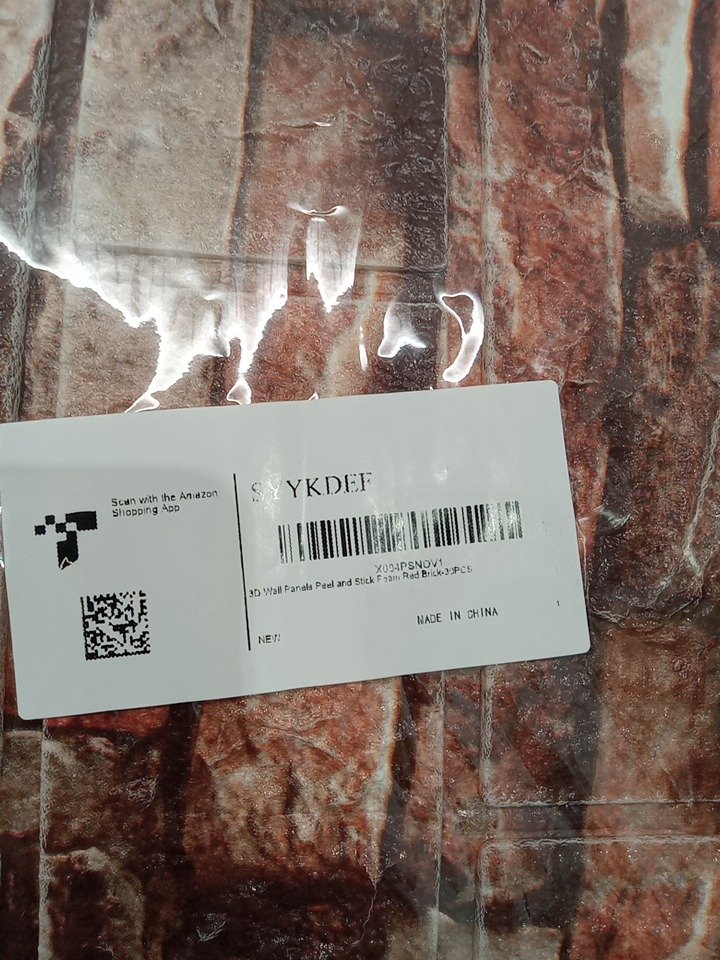 Scan with the Amazon
Shopping App
SYYKDEF
X004PSNOV1
3D Wall Panels Peel and Stick Foam Red Brick-30PCS
NEW
MADE IN CHINA
1